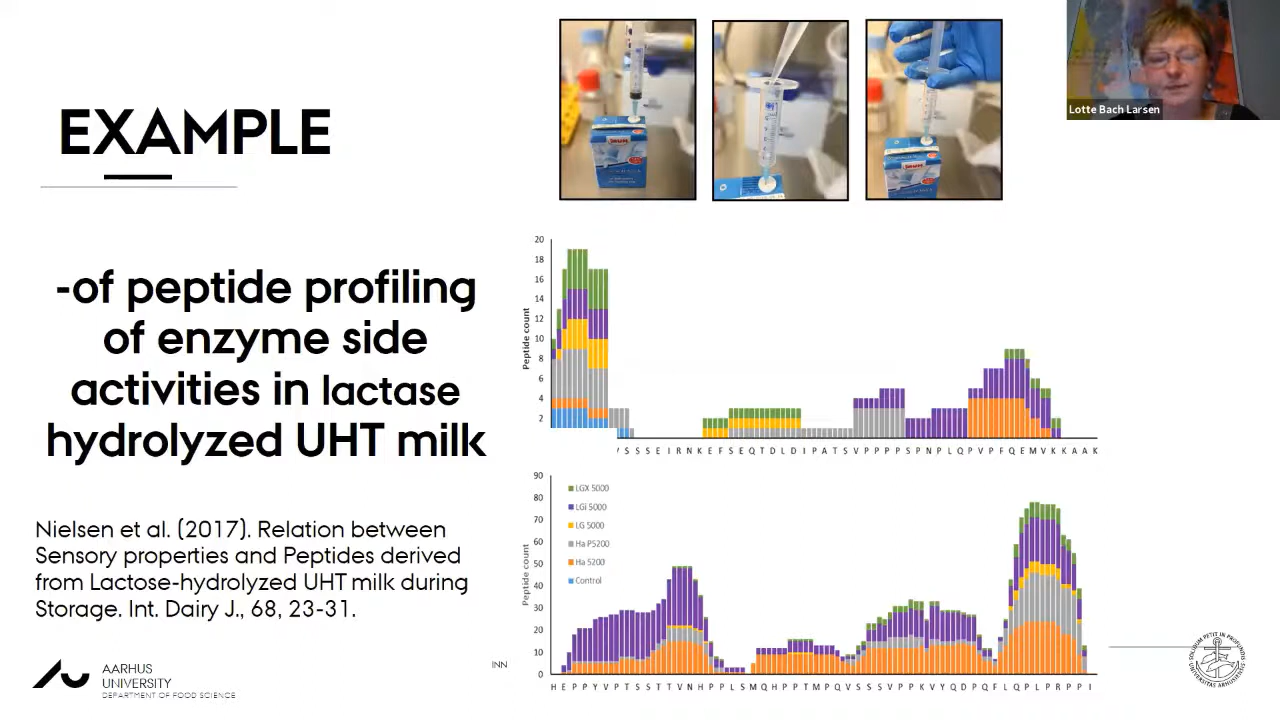 EXAMPLE
-of peptide profiling
of enzyme side
activities in lactase
hydrolyzed UHT milk
Nielsen et al. (2017). Relation between
Sensory properties and Peptides derived
from Lactose-hydrolyzed UHT milk during
Storage. Int. Dairy J., 68, 23-31.
AARHUS
UNIVERSITY
DEPARTMENT OF FOOD SCIENCE
INN
Lotte Bach Larsen
Peptide count
20
18
16
14
12
10
8
6
4
2
S S S E I R N K E F S E Q T D L D I P A T S V P P P P S P N P L Q P V P F Q E M V K K A A K
Peptide count
90
80
70
60
50
40
30
20
10
0
LGX 5000
LGi 5000
LG 5000
Ha P5200
Ha 5200
Control
H E P P Y V P T S S T T V N H P P L S M Q H P P T M P Q V S S S V P P K V Y Q D P Q F L Q P L P R P P I